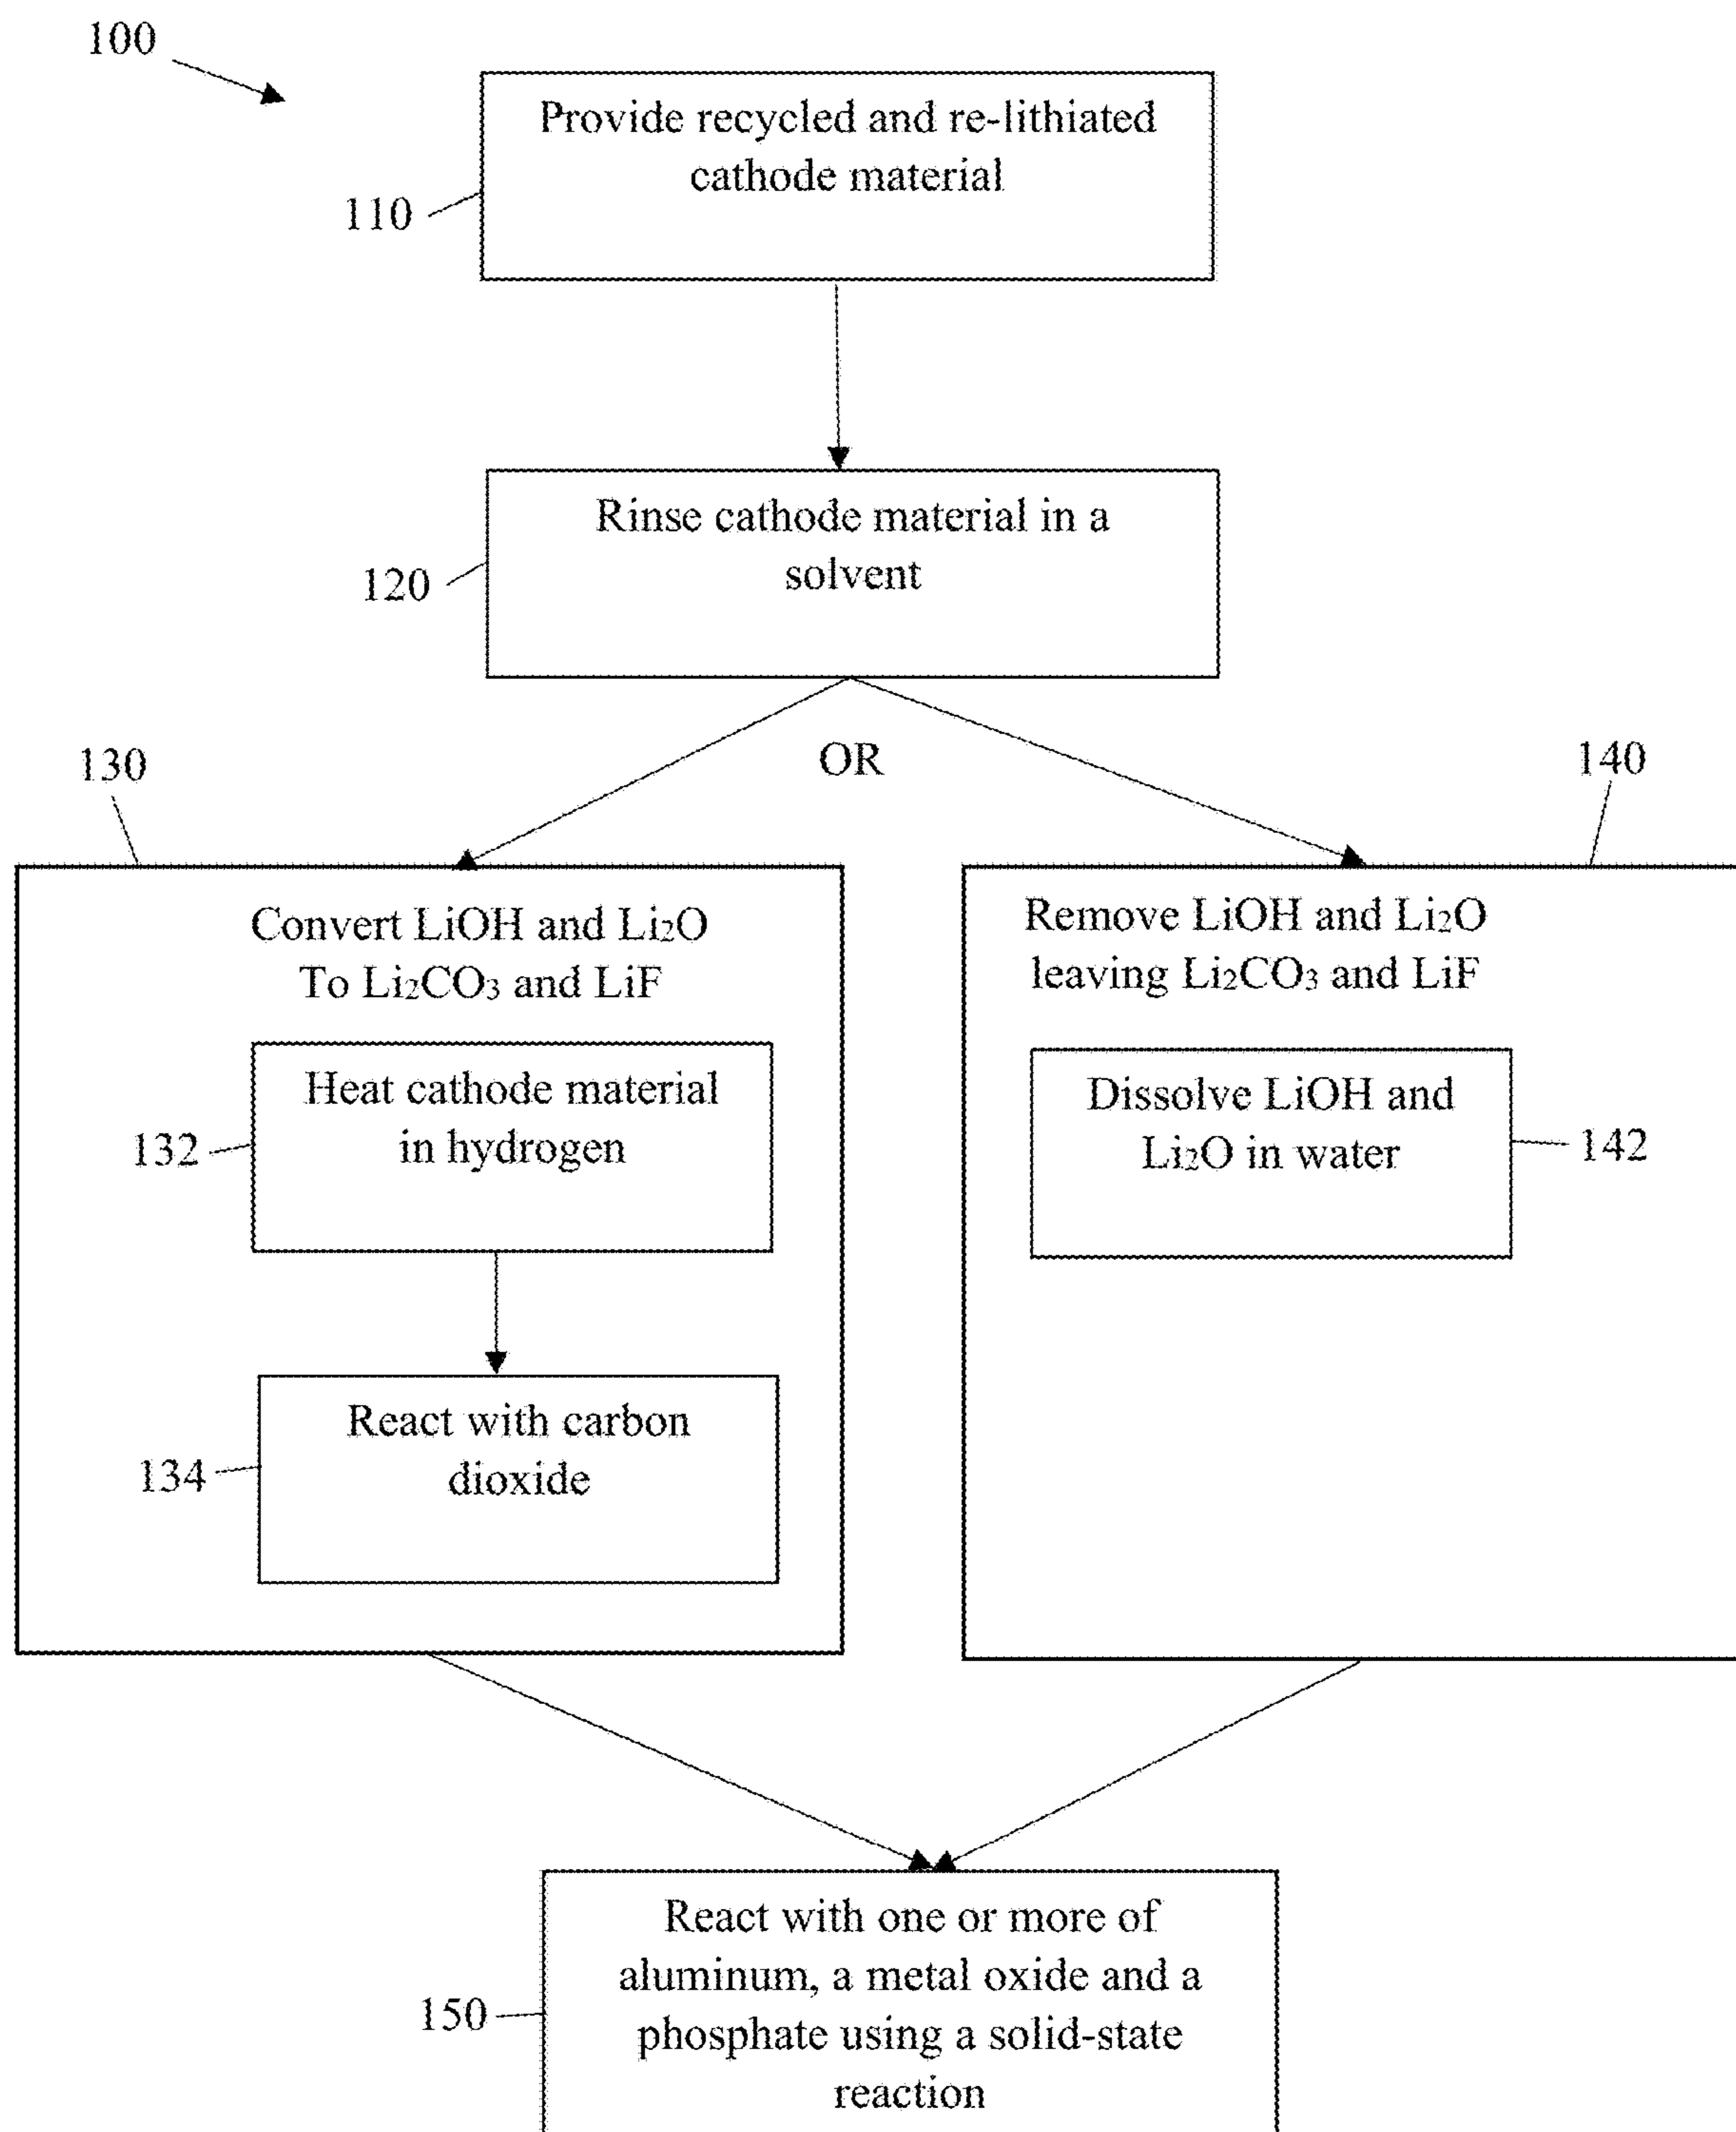 100
Provide recycled and re-lithiated
cathode material
110
Rinse cathode material in a
solvent
120
OR
130
140
Convert LiOH and Li₂O
To Li₂CO₃ and LiF
Remove LiOH and Li₂O
leaving Li₂CO₃ and LiF
Heat cathode material
in hydrogen
132
Dissolve LiOH and
Li₂O in water
142
React with carbon
dioxide
134
React with one or more of
aluminum, a metal oxide and a
phosphate using a solid-state
reaction
150